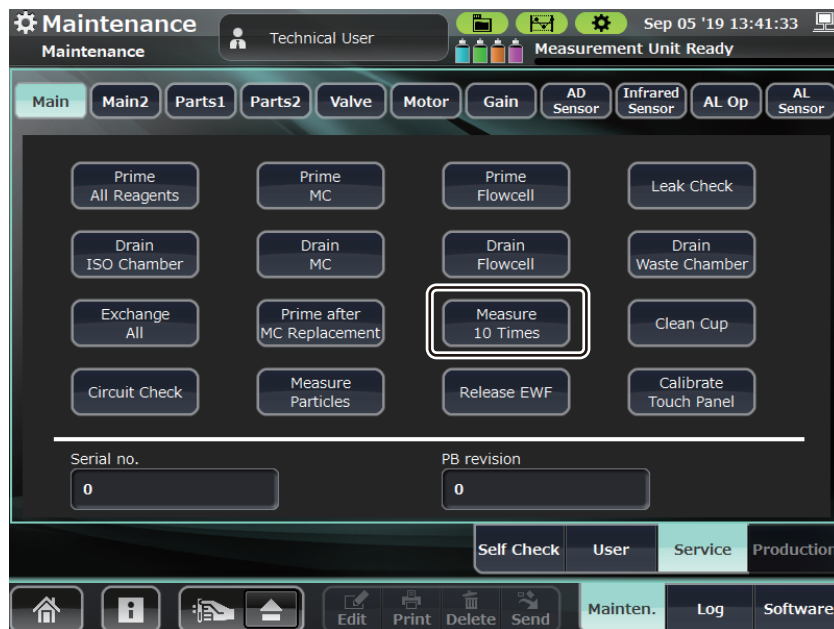 Maintenance
Maintenance
Technical User
Sep 05 '19 13:41:33
Measurement Unit Ready
Main
Main2
Parts1
Parts2
Valve
Motor
Gain
AD
Sensor
Infrared
Sensor
AL Op
AL
Sensor
Prime
All Reagents
Prime
MC
Prime
Flowcell
Leak Check
Drain
ISO Chamber
Drain
MC
Drain
Flowcell
Drain
Waste Chamber
Exchange
All
Prime after
MC Replacement
Measure
10 Times
Clean Cup
Circuit Check
Measure
Particles
Release EWF
Calibrate
Touch Panel
Serial no.
0
PB revision
0
Self Check
User
Service
Production
Edit
Print
Delete
Send
Mainten.
Log
Software